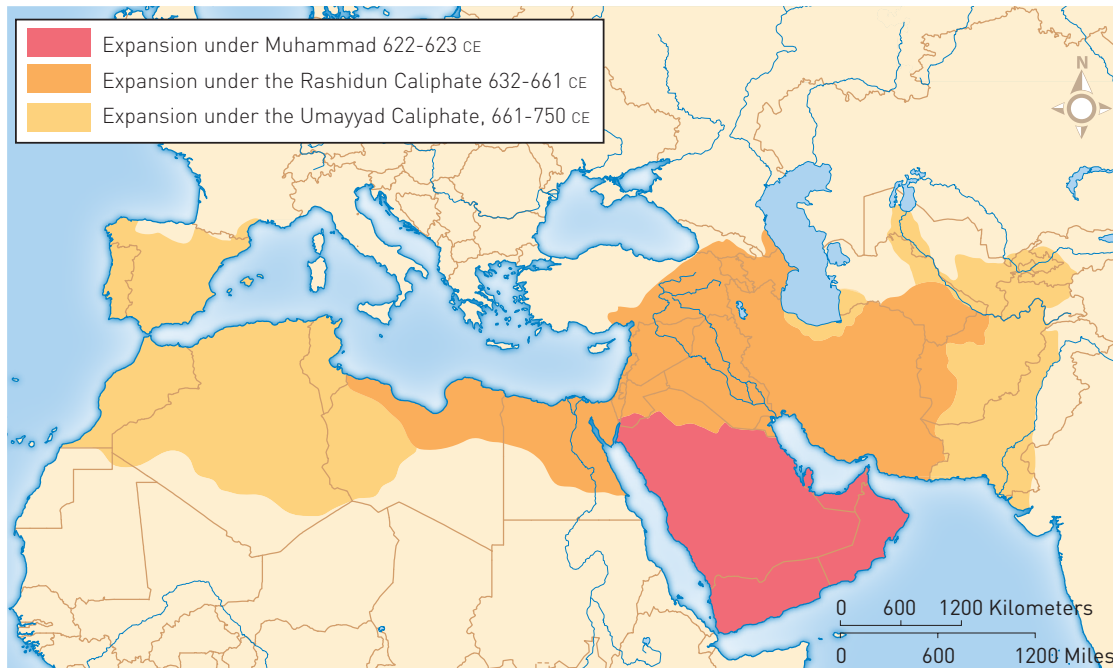 Expansion under Muhammad 622-623 CE
Expansion under the Rashidun Caliphate 632-661 CE
Expansion under the Umayyad Caliphate, 661-750 CE
N
0 600 1200 Kilometers
0 600 1200 Miles